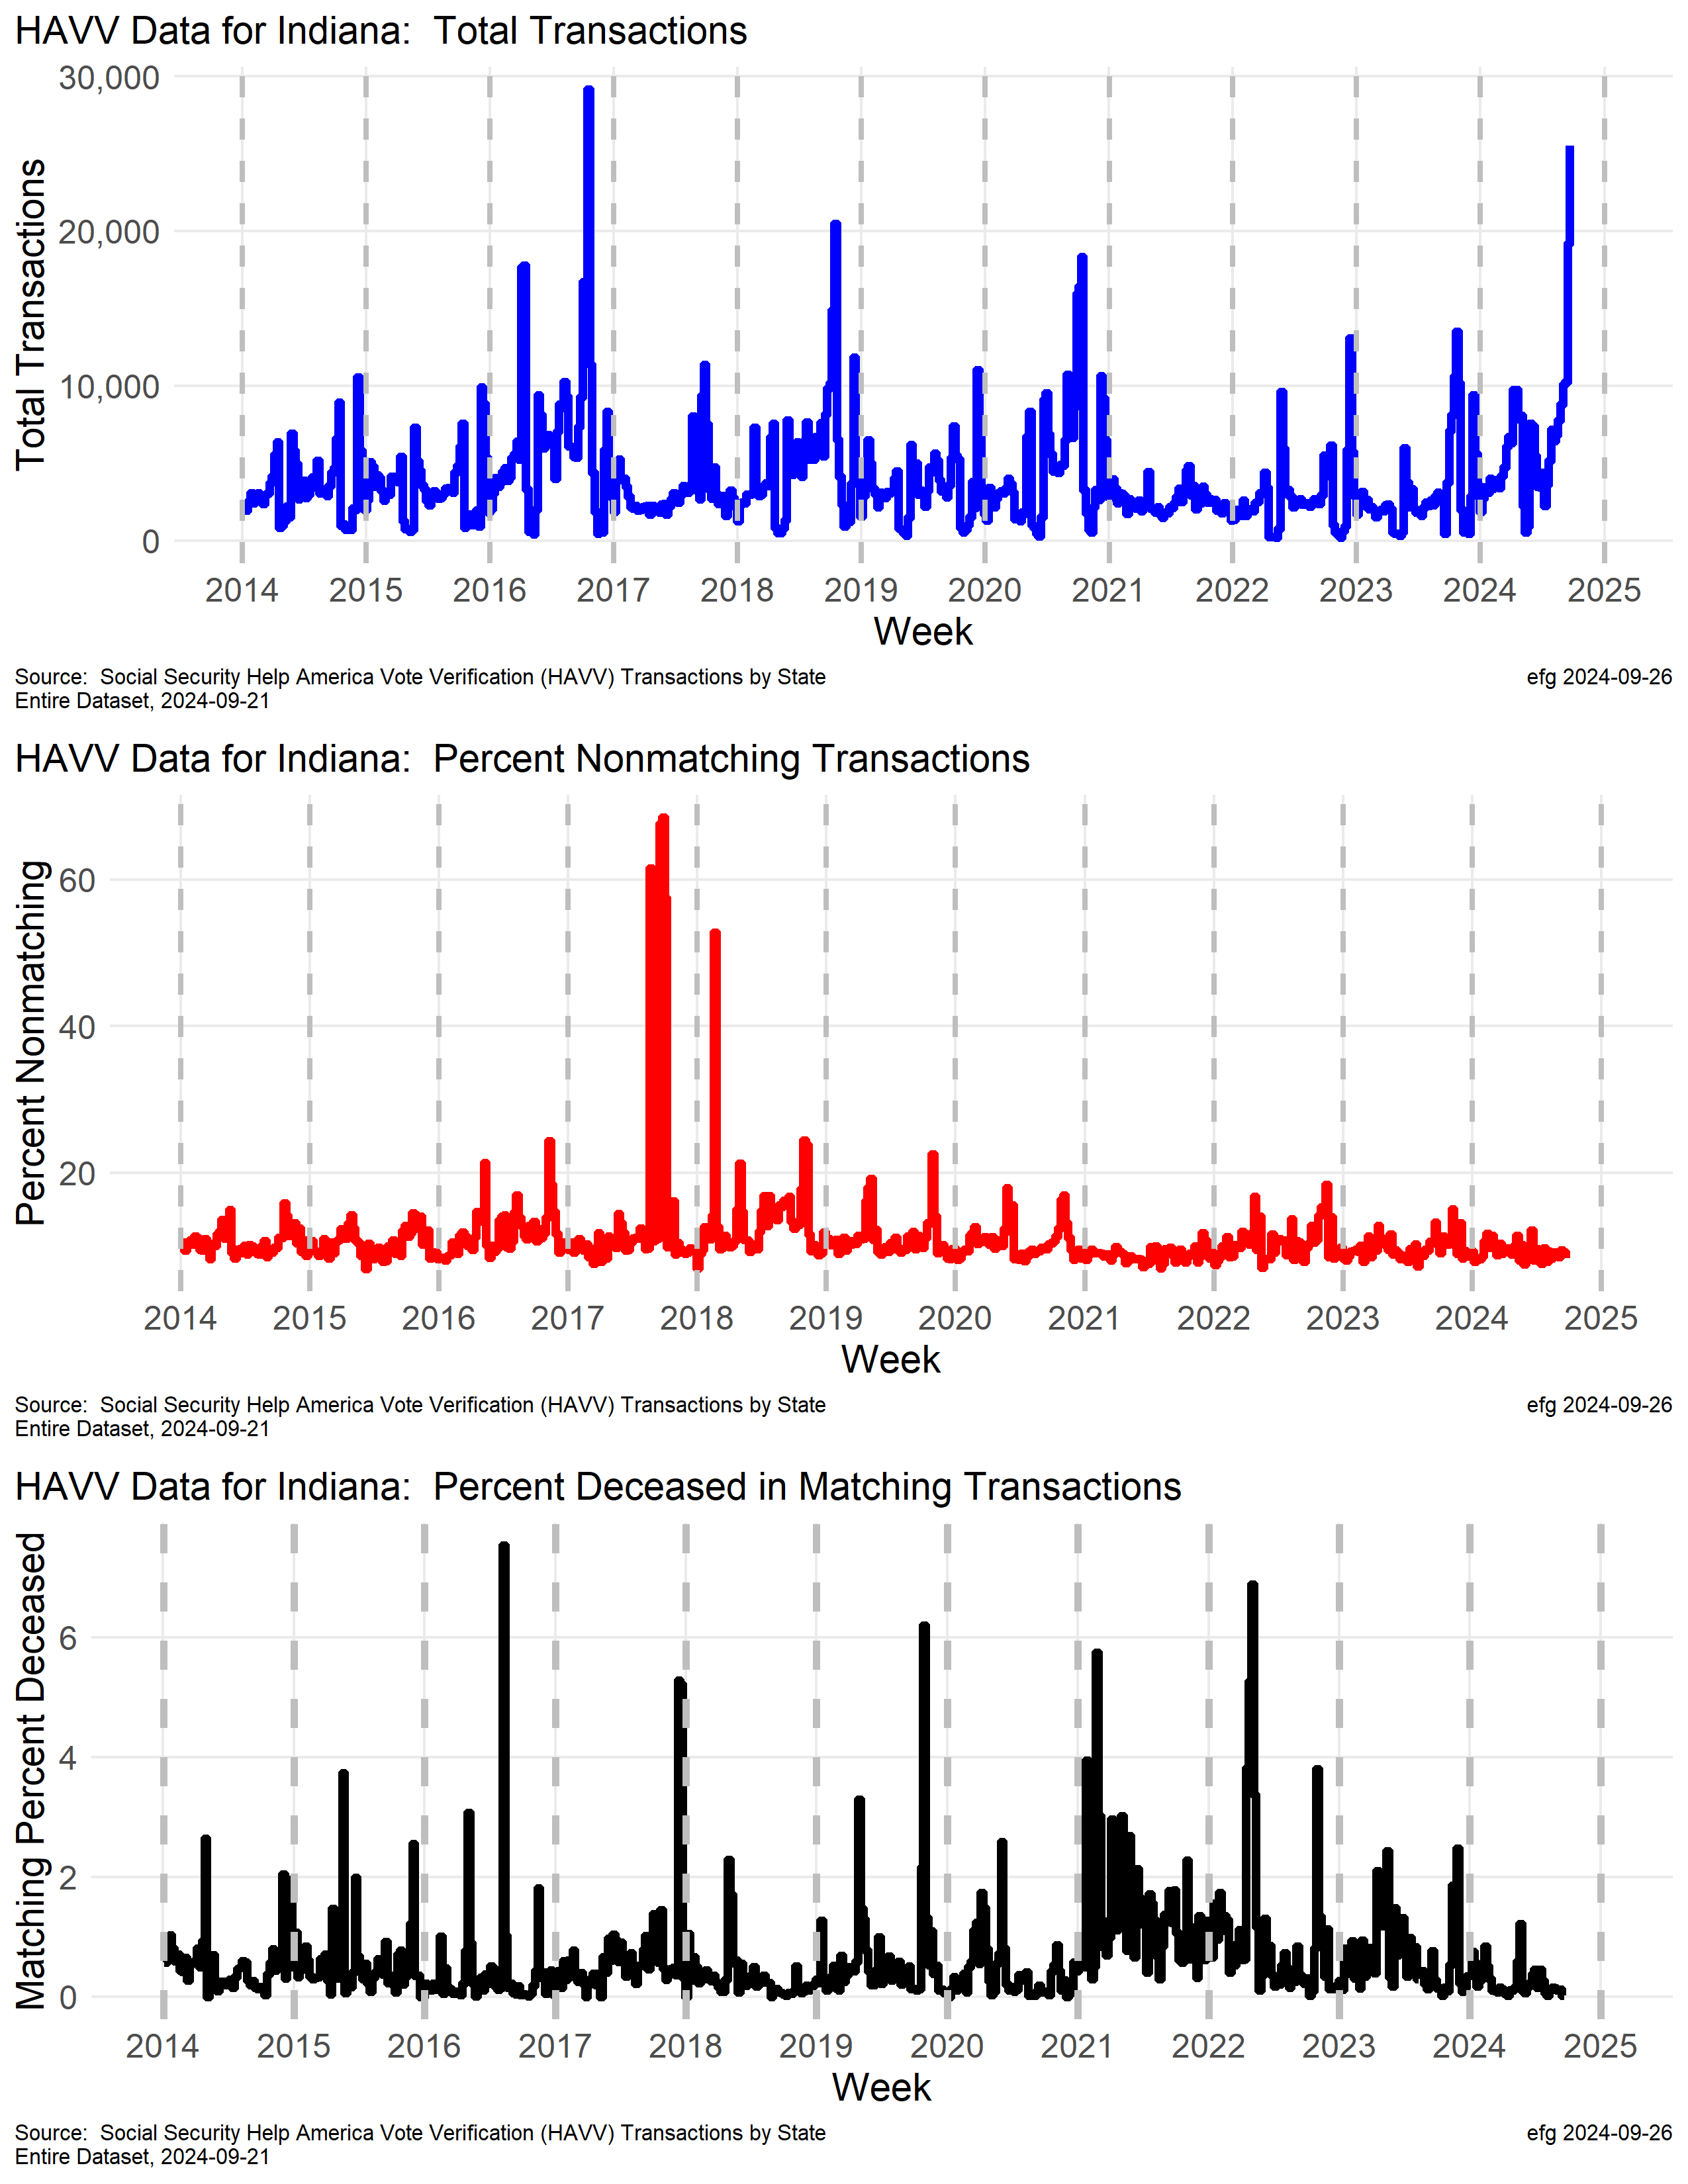 HAVV Data for Indiana:  Total Transactions
Total Transactions
30,000
20,000
10,000
0
2014 2015 2016 2017 2018 2019 2020 2021 2022 2023 2024 2025
Week
Source:  Social Security Help America Vote Verification (HAVV) Transactions by State
Entire Dataset, 2024-09-21
efg 2024-09-26
HAVV Data for Indiana:  Percent Nonmatching Transactions
Percent Nonmatching
60
40
20
2014 2015 2016 2017 2018 2019 2020 2021 2022 2023 2024 2025
Week
Source:  Social Security Help America Vote Verification (HAVV) Transactions by State
Entire Dataset, 2024-09-21
efg 2024-09-26
HAVV Data for Indiana:  Percent Deceased in Matching Transactions
Matching Percent Deceased
6
4
2
0
2014 2015 2016 2017 2018 2019 2020 2021 2022 2023 2024 2025
Week
Source:  Social Security Help America Vote Verification (HAVV) Transactions by State
Entire Dataset, 2024-09-21
efg 2024-09-26